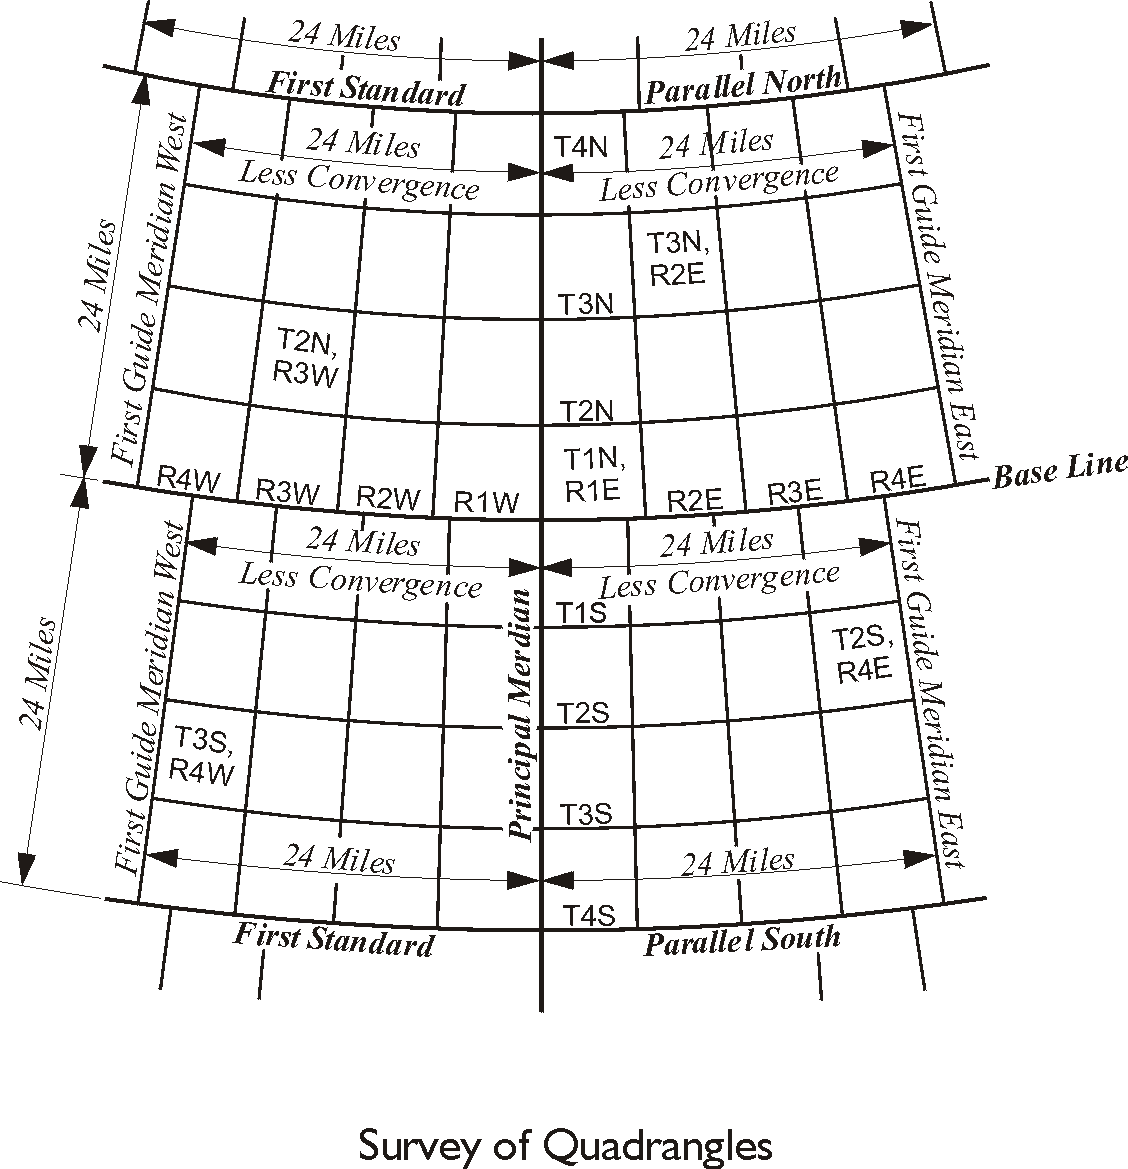 24 Miles
24 Miles
First Standard
Parallel North
24 Miles
Less Convergence
T4N
24 Miles
Less Convergence
First Guide Meridian West
First Guide Meridian East
24 Miles
T3N,
R2E
T3N
T2N,
R3W
T2N
T1N,
R1E
R4W
R3W
R2W
R1W
R2E
R3E
R4E
Base Line
24 Miles
Less Convergence
24 Miles
Less Convergence
First Guide Meridian West
First Guide Meridian East
24 Miles
Principal Merdian
T1S
T2S,
R4E
T2S
T3S,
R4W
T3S
24 Miles
24 Miles
T4S
First Standard
Parallel South
Survey of Quadrangles